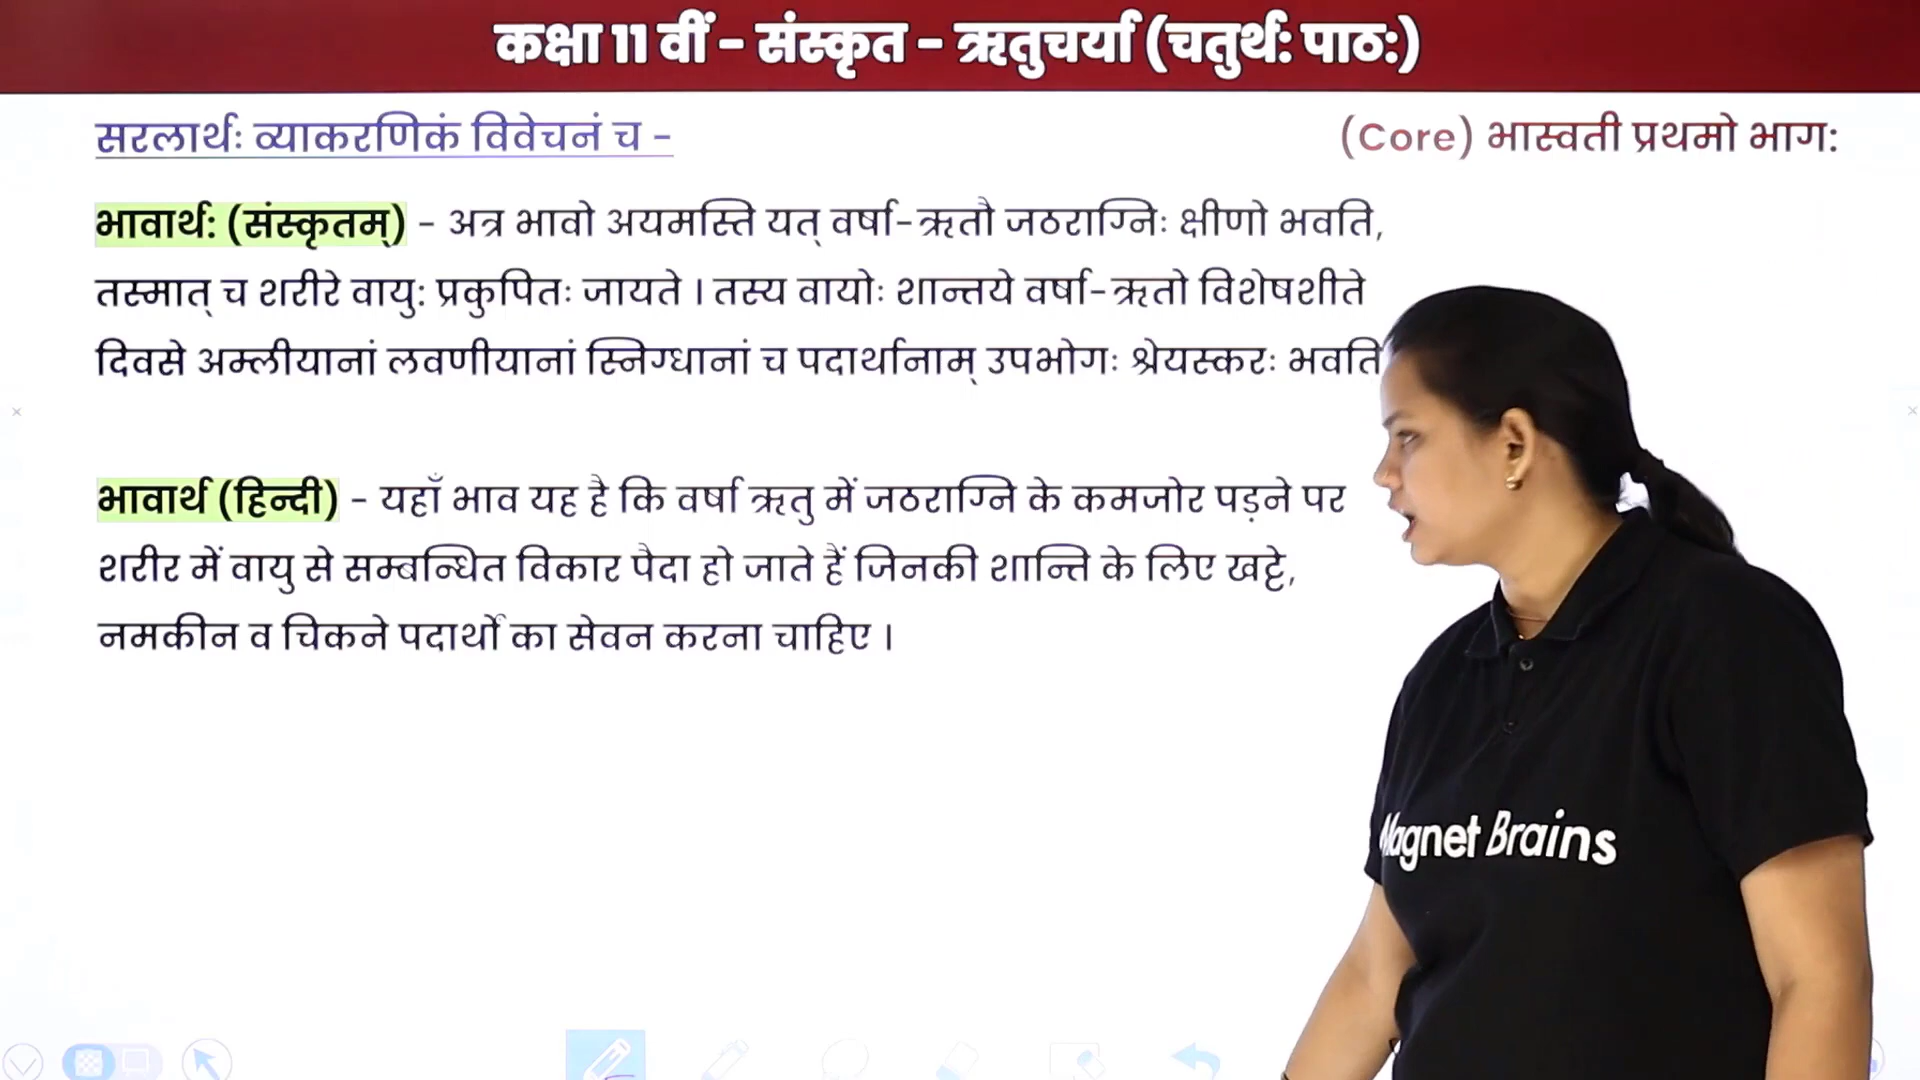 कक्षा 11 वीं - संस्कृत - ऋतुचर्या (चतुर्थ: पाठ:)
सरलार्थः व्याकरणिकं विवेचनं च -
(Core) भास्वती प्रथमो भाग:
भावार्थ: (संस्कृतम्) - अत्र भावो अयमस्ति यत् वर्षा-ऋतौ जठराग्निः क्षीणो भवति,
तस्मात् च शरीरे वायु: प्रकुपितः जायते । तस्य वायोः शान्तये वर्षा-ऋतो विशेषशीते
दिवसे अम्लीयानां लवणीयानां स्निग्धानां च पदार्थानाम् उपभोगः श्रेयस्करः भवति
भावार्थ (हिन्दी) - यहाँ भाव यह है कि वर्षा ऋतु में जठराग्नि के कमजोर पड़ने पर
शरीर में वायु से सम्बन्धित विकार पैदा हो जाते हैं जिनकी शान्ति के लिए खट्टे,
नमकीन व चिकने पदार्थों का सेवन करना चाहिए ।
Magnet Brains